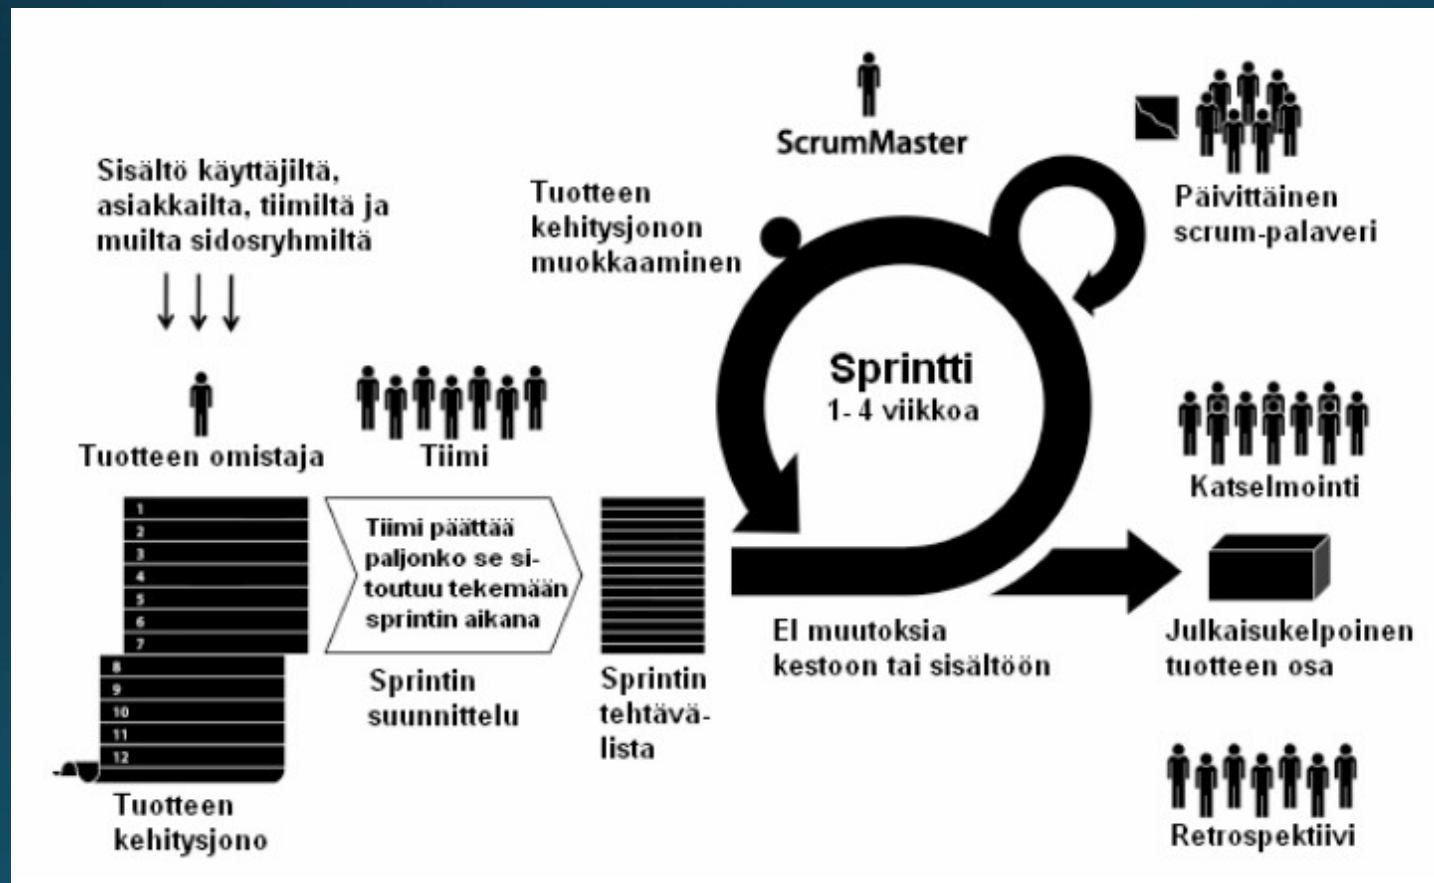 ScrumMaster
Sisältö käyttäjiltä,
asiakkailta, tiimiltä ja
muilta sidosryhmiltä
Tuotteen
kehitysjonon
muokkaaminen
Päivittäinen
scrum-palaveri
Sprintti
1- 4 viikkoa
Tuotteen omistaja
Tiimi
Katselmointi
1
2
3
4
5
6
7
8
9
10
11
12
Tiimi päättää
paljonko se si-
toutuu tekemään
sprintin aikana
EI muutoksia
kestoon tai sisältöön
Julkaisukelpoinen
tuotteen osa
Sprintin
suunnittelu
Sprintin
tehtävä-
lista
Tuotteen
kehitysjono
Retrospektiivi